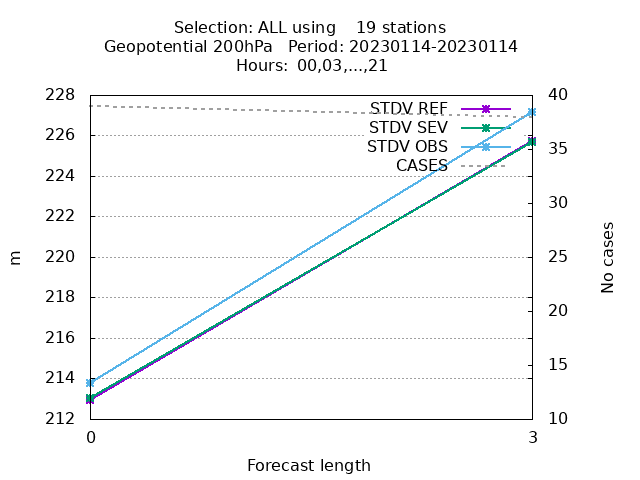 Selection: ALL using    19 stations
Geopotential 200hPa   Period: 20230114-20230114
Hours:  00,03,...,21
228
226
224
222
220
218
216
214
212
40
35
30
25
20
15
10
STDV REF
STDV SEV
STDV OBS
CASES
m
No cases
0
3
Forecast length